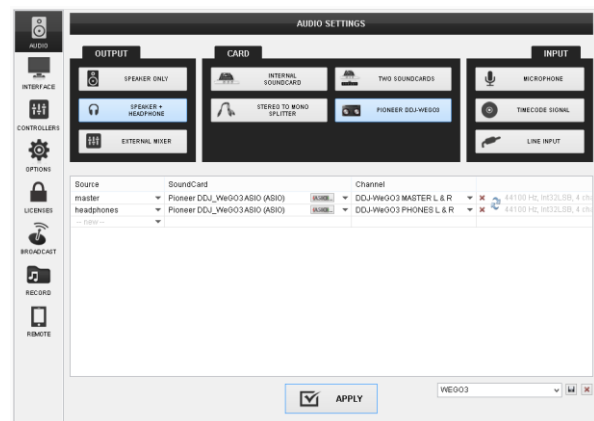 AUDIO SETTINGS
AUDIO
INTERFACE
CONTROLLERS
OPTIONS
LICENSES
BROADCAST
RECORD
REMOTE
OUTPUT
SPEAKER ONLY
SPEAKER +
HEADPHONE
EXTERNAL MIXER
CARD
INTERNAL
SOUNDCARD
TWO SOUNDCARDS
STEREO TO MONO
SPLITTER
PIONEER DDJ-WEGO3
INPUT
MICROPHONE
TIMECODE SIGNAL
LINE INPUT
Source SoundCard Channel
master Pioneer DDJ_WeGO3 ASIO (ASIO) DDJ-WeGO3 MASTER L & R 44100 Hz, Int32LSB, 4 ch
headphones Pioneer DDJ_WeGO3 ASIO (ASIO) DDJ-WeGO3 PHONES L & R 44100 Hz, Int32LSB, 4 ch
-- new --
APPLY
WEGO3